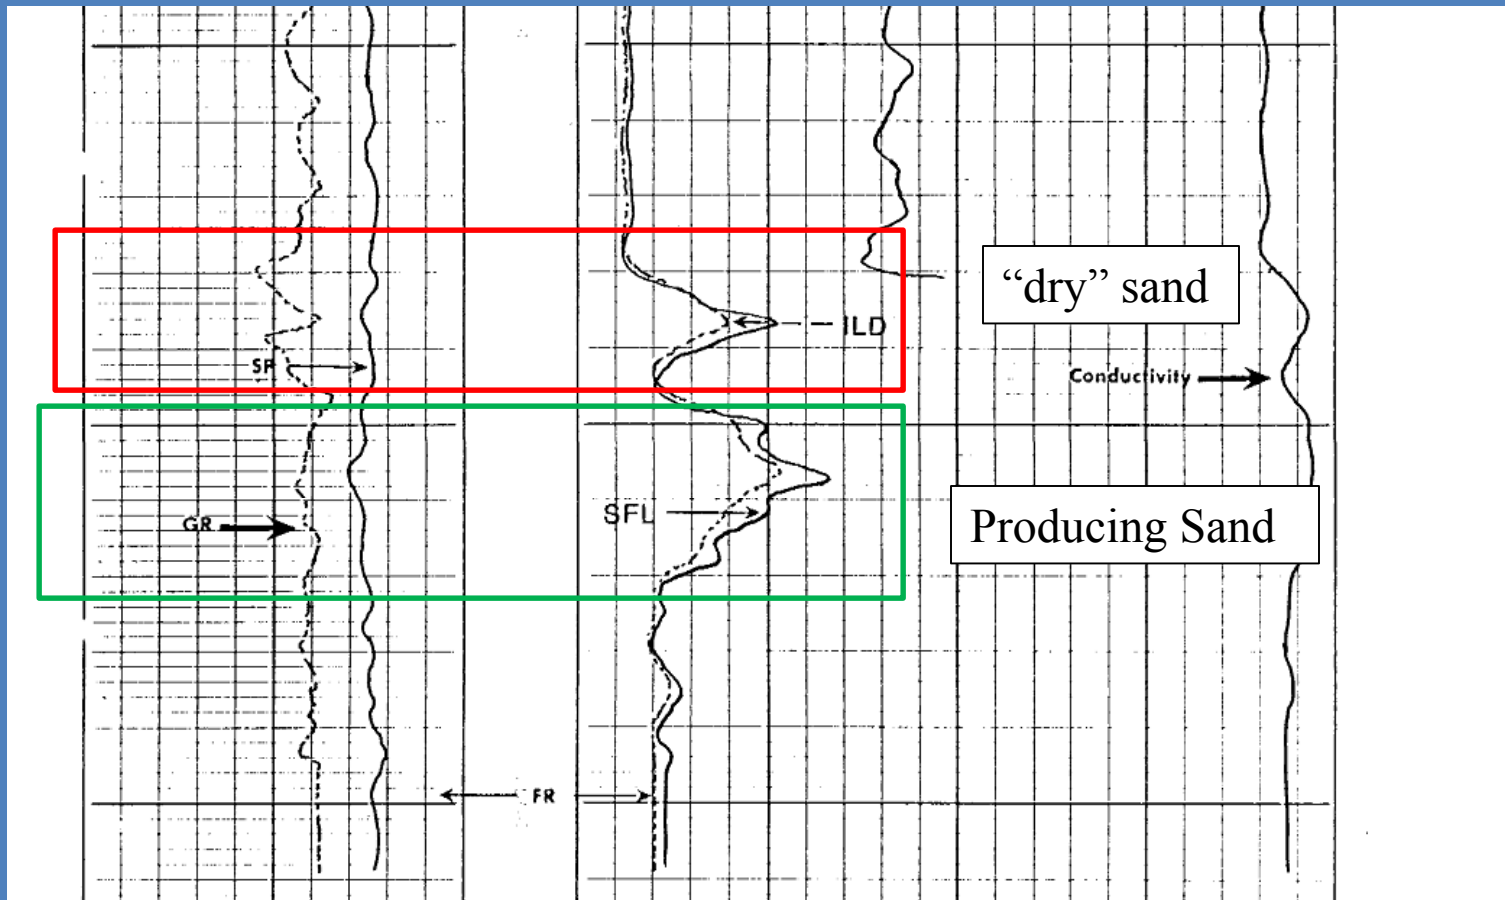 “dry” sand
ILD
SP
Conductivity
SFL
GR
Producing Sand
FR